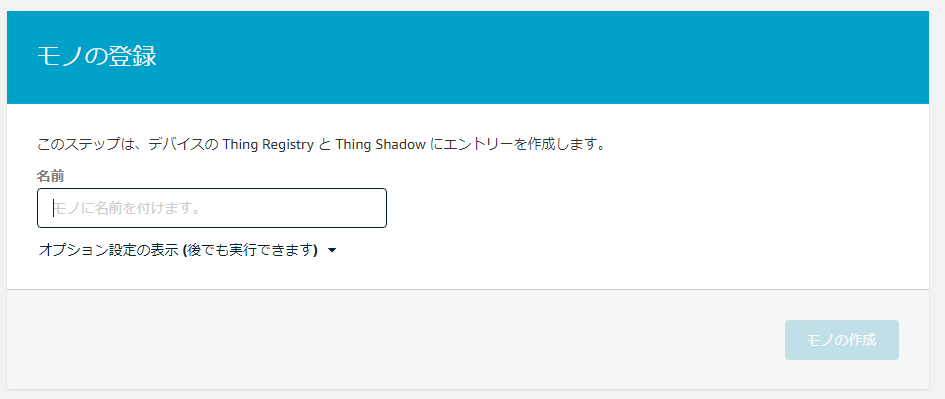 モノの登録
このステップは、デバイスの Thing Registry と Thing Shadow にエントリーを作成します。
名前
モノに名前を付けます。
オプション設定の表示 (後でも実行できます)
モノの作成